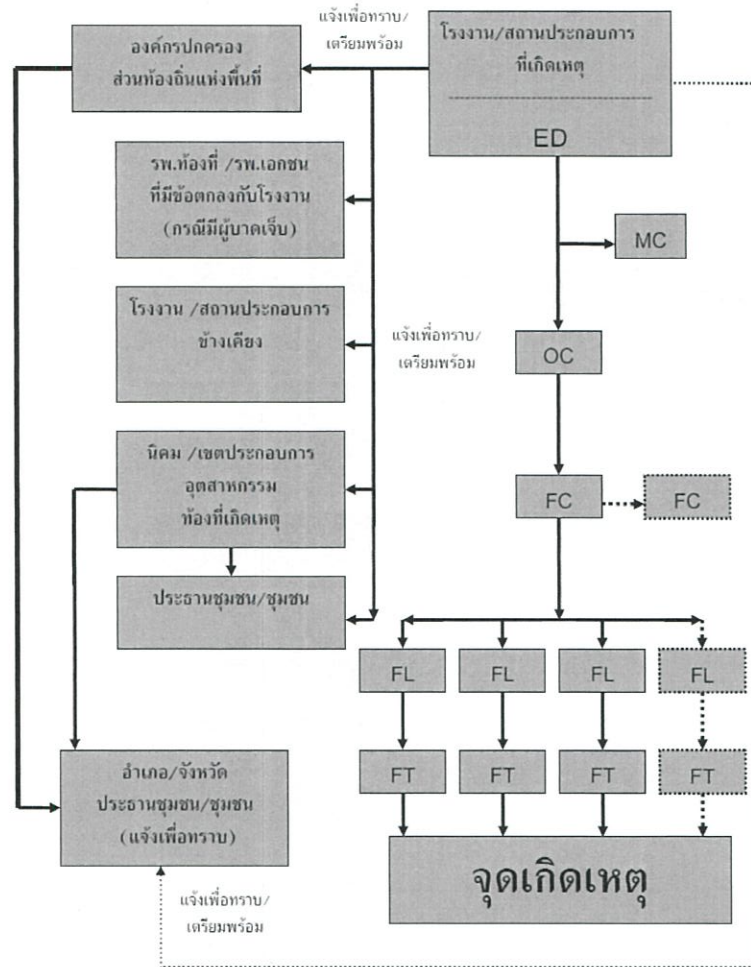 แจ้งเพื่อทราบ/
เตรียมพร้อม
องค์กรปกครอง
ส่วนท้องถิ่นแห่งพื้นที่
โรงงาน/สถานประกอบการ
ที่เกิดเหตุ
ED
รพ.ท้องที่ /รพ.เอกชน
ที่มีข้อตกลงกับโรงงาน
(กรณีมีผู้บาดเจ็บ)
MC
โรงงาน /สถานประกอบการ
ข้างเคียง
แจ้งเพื่อทราบ/
เตรียมพร้อม
OC
นิคม /เขตประกอบการ
อุตสาหกรรม
ท้องที่เกิดเหตุ
FC
FC
ประธานชุมชน/ชุมชน
FL
FL
FL
FL
FT
FT
FT
FT
อำเภอ/จังหวัด
ประธานชุมชน/ชุมชน
(แจ้งเพื่อทราบ)
จุดเกิดเหตุ
แจ้งเพื่อทราบ/
เตรียมพร้อม